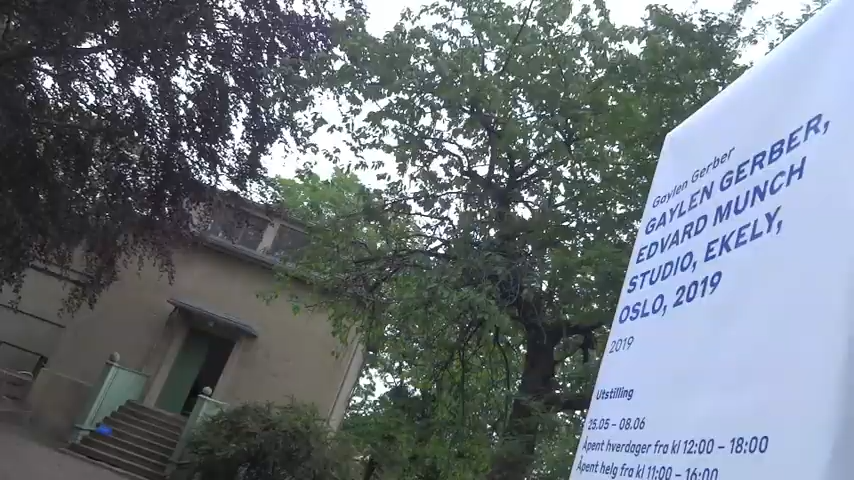 Gaylen Gerber
GAYLEN GERBER,
EDVARD MUNCH
STUDIO, EKELY,
OSLO, 2019
2019
Utstilling
25.05 – 08.06
Åpent hverdager fra kl 12:00 – 18:00
Åpent helg fra kl 11:00 – 16:00